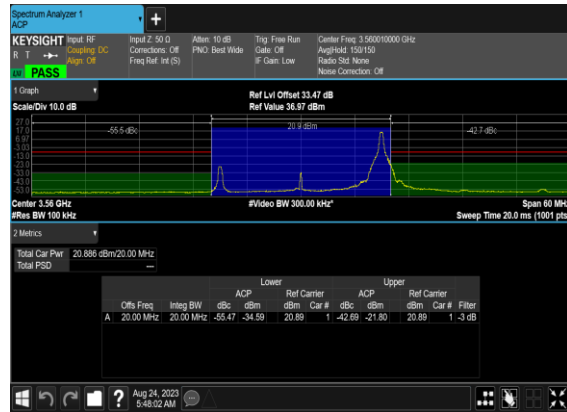 Spectrum Analyzer 1
ACP
KEYSIGHT Input: RF Input Z: 50 Ω Atten: 10 dB Trig: Free Run Center Freq: 3.560010000 GHz
R T Coupling: DC Corrections: Off PNO: Best Wide Gate: Off Avg|Hold: 150/150
Align: Off Freq Ref: Int (S) IF Gain: Low Radio Std: None
PASS Noise Correction: Off
1 Graph Ref Lvl Offset 33.47 dB
Scale/Div 10.0 dB Ref Value 36.97 dBm
27.0
17.0 -55.5 dBc 20.9 dBm -42.7 dBc
6.97
-3.03
-13.0
-23.0
-33.0
-43.0
-53.0
Center 3.56 GHz #Video BW 300.00 kHz* Span 60 MHz
#Res BW 100 kHz Sweep Time 20.0 ms (1001 pts
2 Metrics
Total Car Pwr 20.886 dBm/20.00 MHz
Total PSD ---
Lower Upper
ACP Ref Carrier ACP Ref Carrier
Offs Freq Integ BW dBc dBm dBm Car # dBc dBm dBm Car # Filter
A 20.00 MHz 20.00 MHz -55.47 -34.59 20.89 1 -42.69 -21.80 20.89 1 -3 dB
? Aug 24, 2023
5:48:02 AM